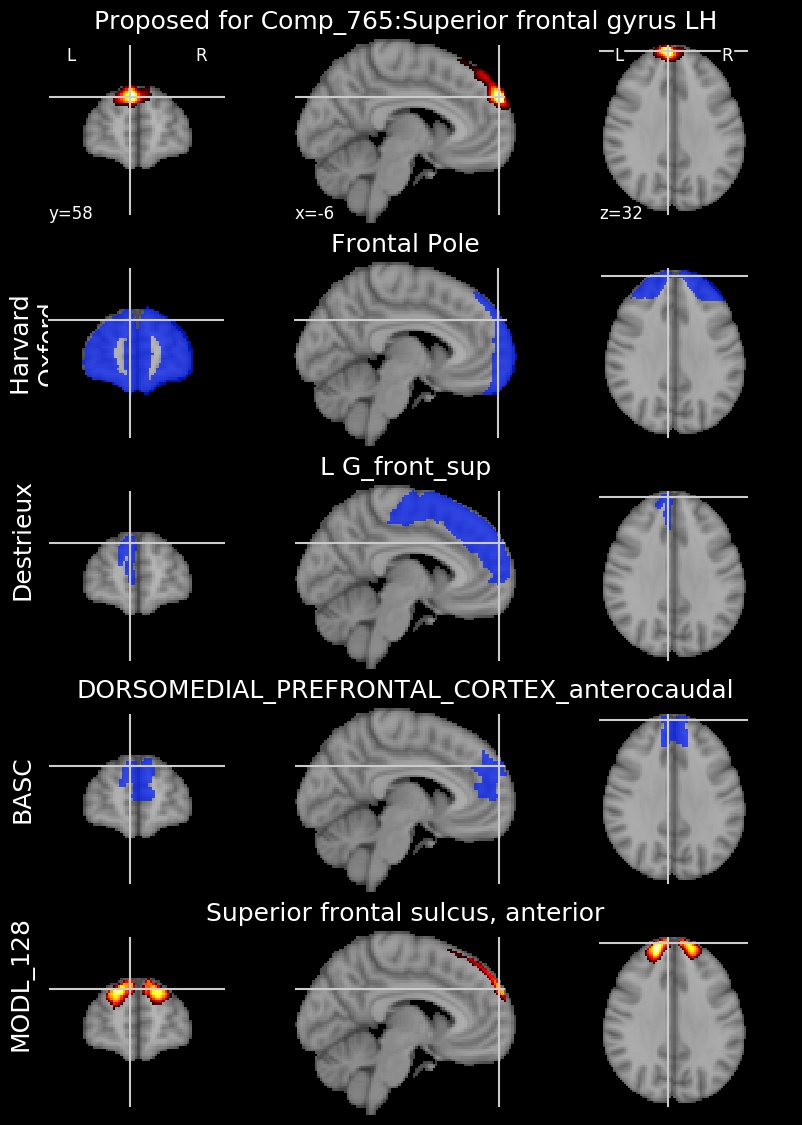 Proposed for Comp_765:Superior frontal gyrus LH
L R
L R
y=58 x=-6 z=32
Frontal Pole
Harvard
L G_front_sup
Destrieux
DORSOMEDIAL_PREFRONTAL_CORTEX_anterocaudal
BASC
Superior frontal sulcus, anterior
MODL_128